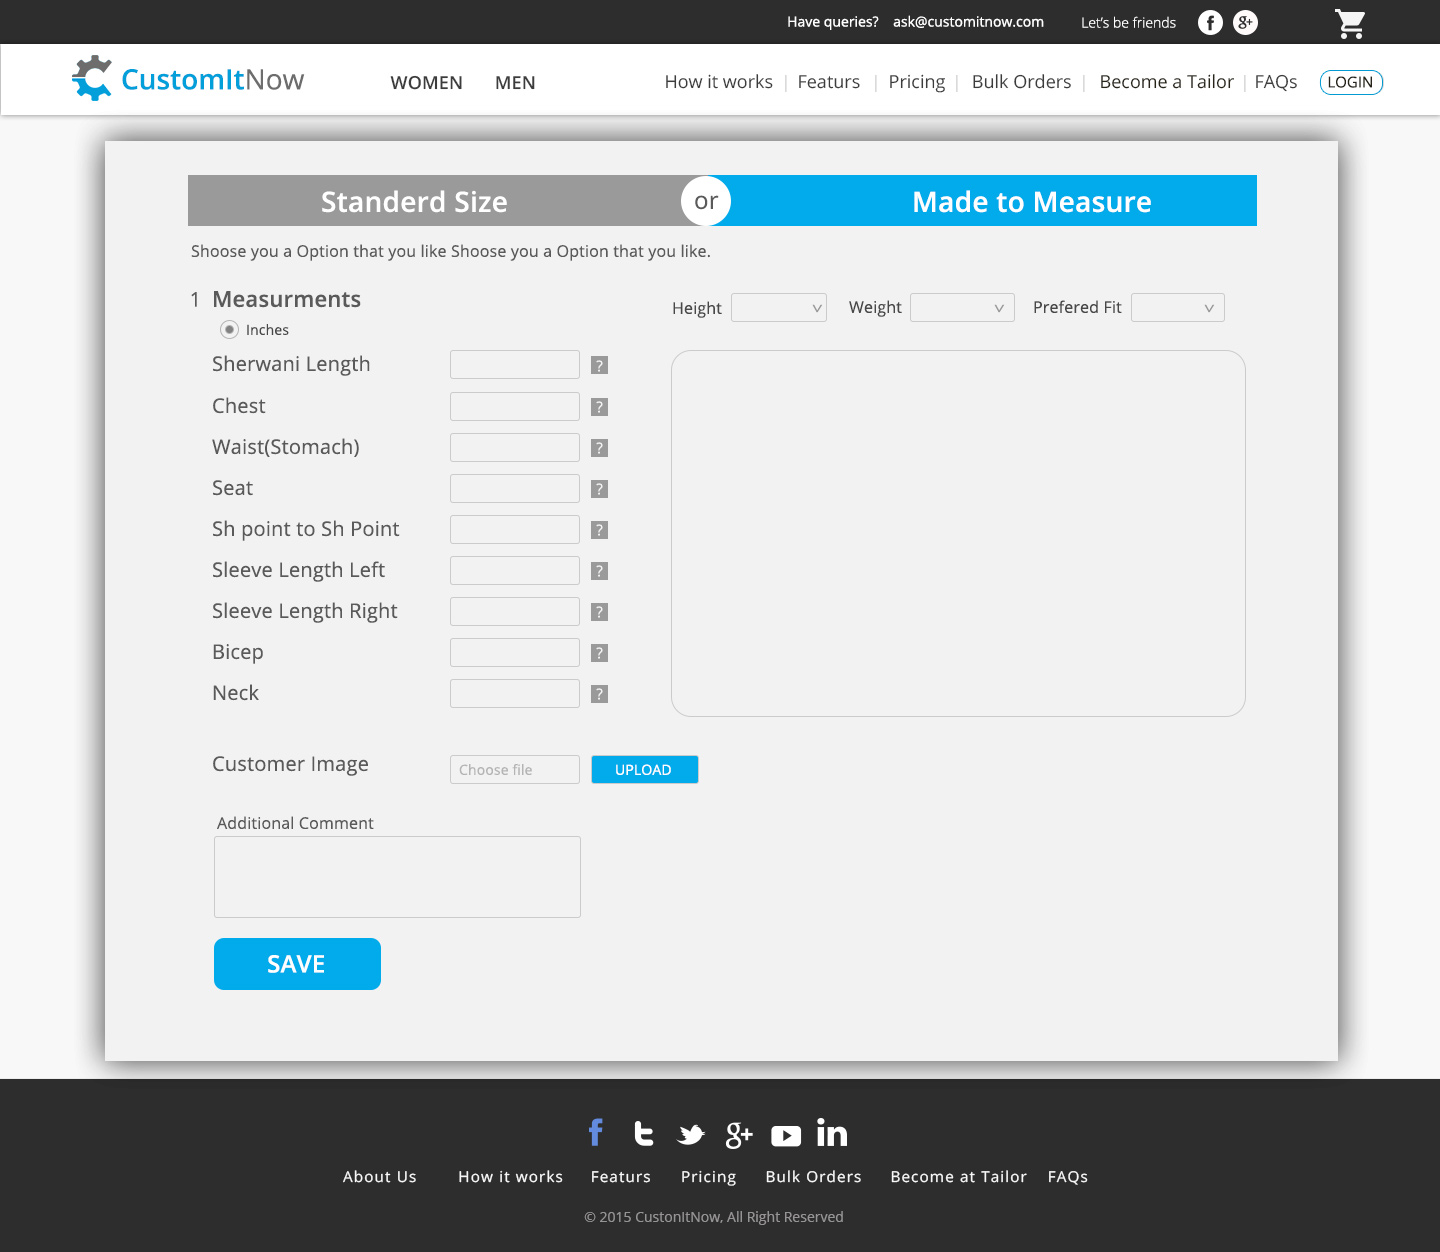 Have queries? ask@customitnow.com Let's be friends
CustomItNow WOMEN MEN How it works | Featurs | Pricing | Bulk Orders | Become a Tailor | FAQs LOGIN
Standerd Size or Made to Measure
Shoose you a Option that you like Shoose you a Option that you like.
1 Measurments
Height Weight Prefered Fit
Inches
Sherwani Length ?
Chest ?
Waist(Stomach) ?
Seat ?
Sh point to Sh Point ?
Sleeve Length Left ?
Sleeve Length Right ?
Bicep ?
Neck ?
Customer Image Choose file UPLOAD
Additional Comment
SAVE
About Us How it works Featurs Pricing Bulk Orders Become at Tailor FAQs
© 2015 CustonItNow, All Right Reserved